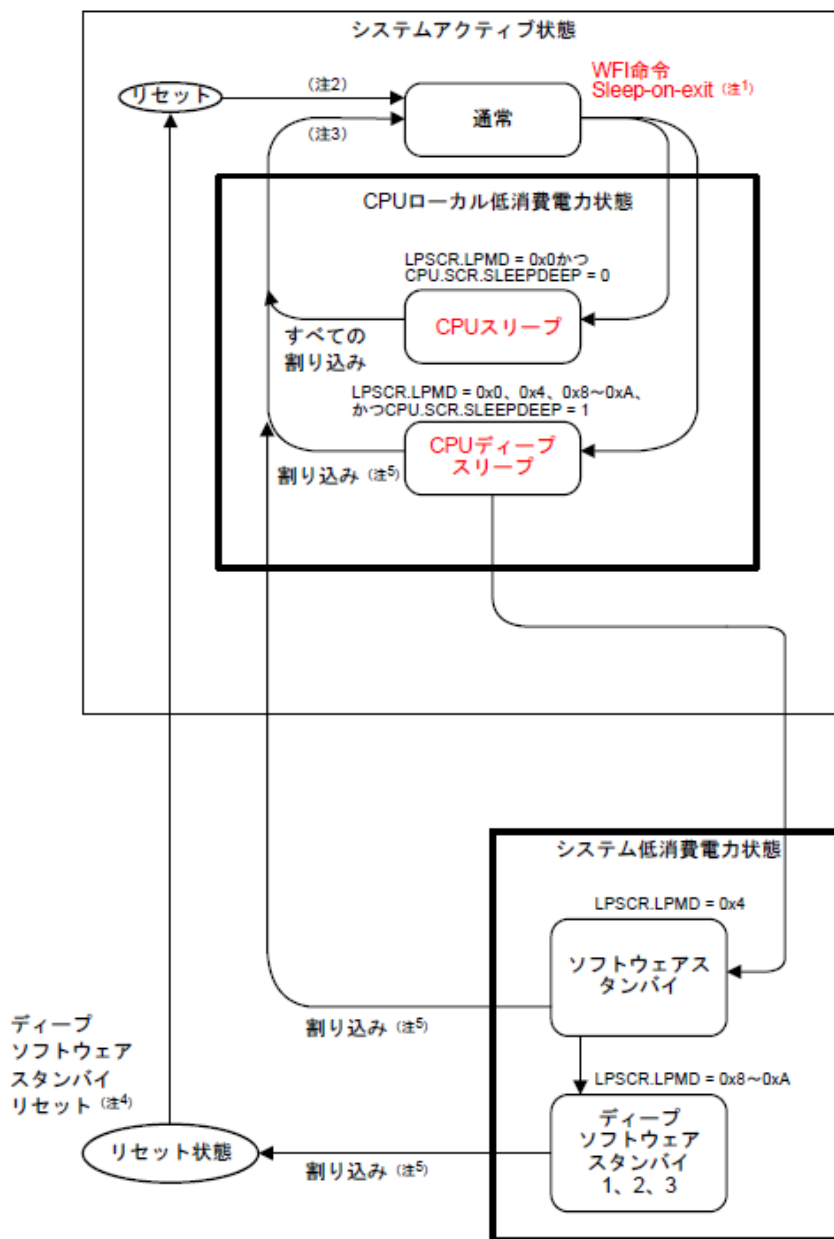 システムアクティブ状態
リセット
(注2)
(注3)
通常
WFI命令
Sleep-on-exit (注1)
CPUローカル低消費電力状態
LPSCR.LPMD = 0x0かつ
CPU.SCR.SLEEPDEEP = 0
CPUスリープ
すべての
割り込み
LPSCR.LPMD = 0x0、0x4、0x8～0xA、
かつCPU.SCR.SLEEPDEEP = 1
CPUディープ
スリープ
割り込み (注5)
システム低消費電力状態
LPSCR.LPMD = 0x4
ソフトウェアス
タンバイ
割り込み (注5)
ディープ
ソフトウェア
スタンバイ
リセット (注4)
LPSCR.LPMD = 0x8～0xA
ディープ
ソフトウェア
スタンバイ
1、2、3
リセット状態
割り込み (注5)